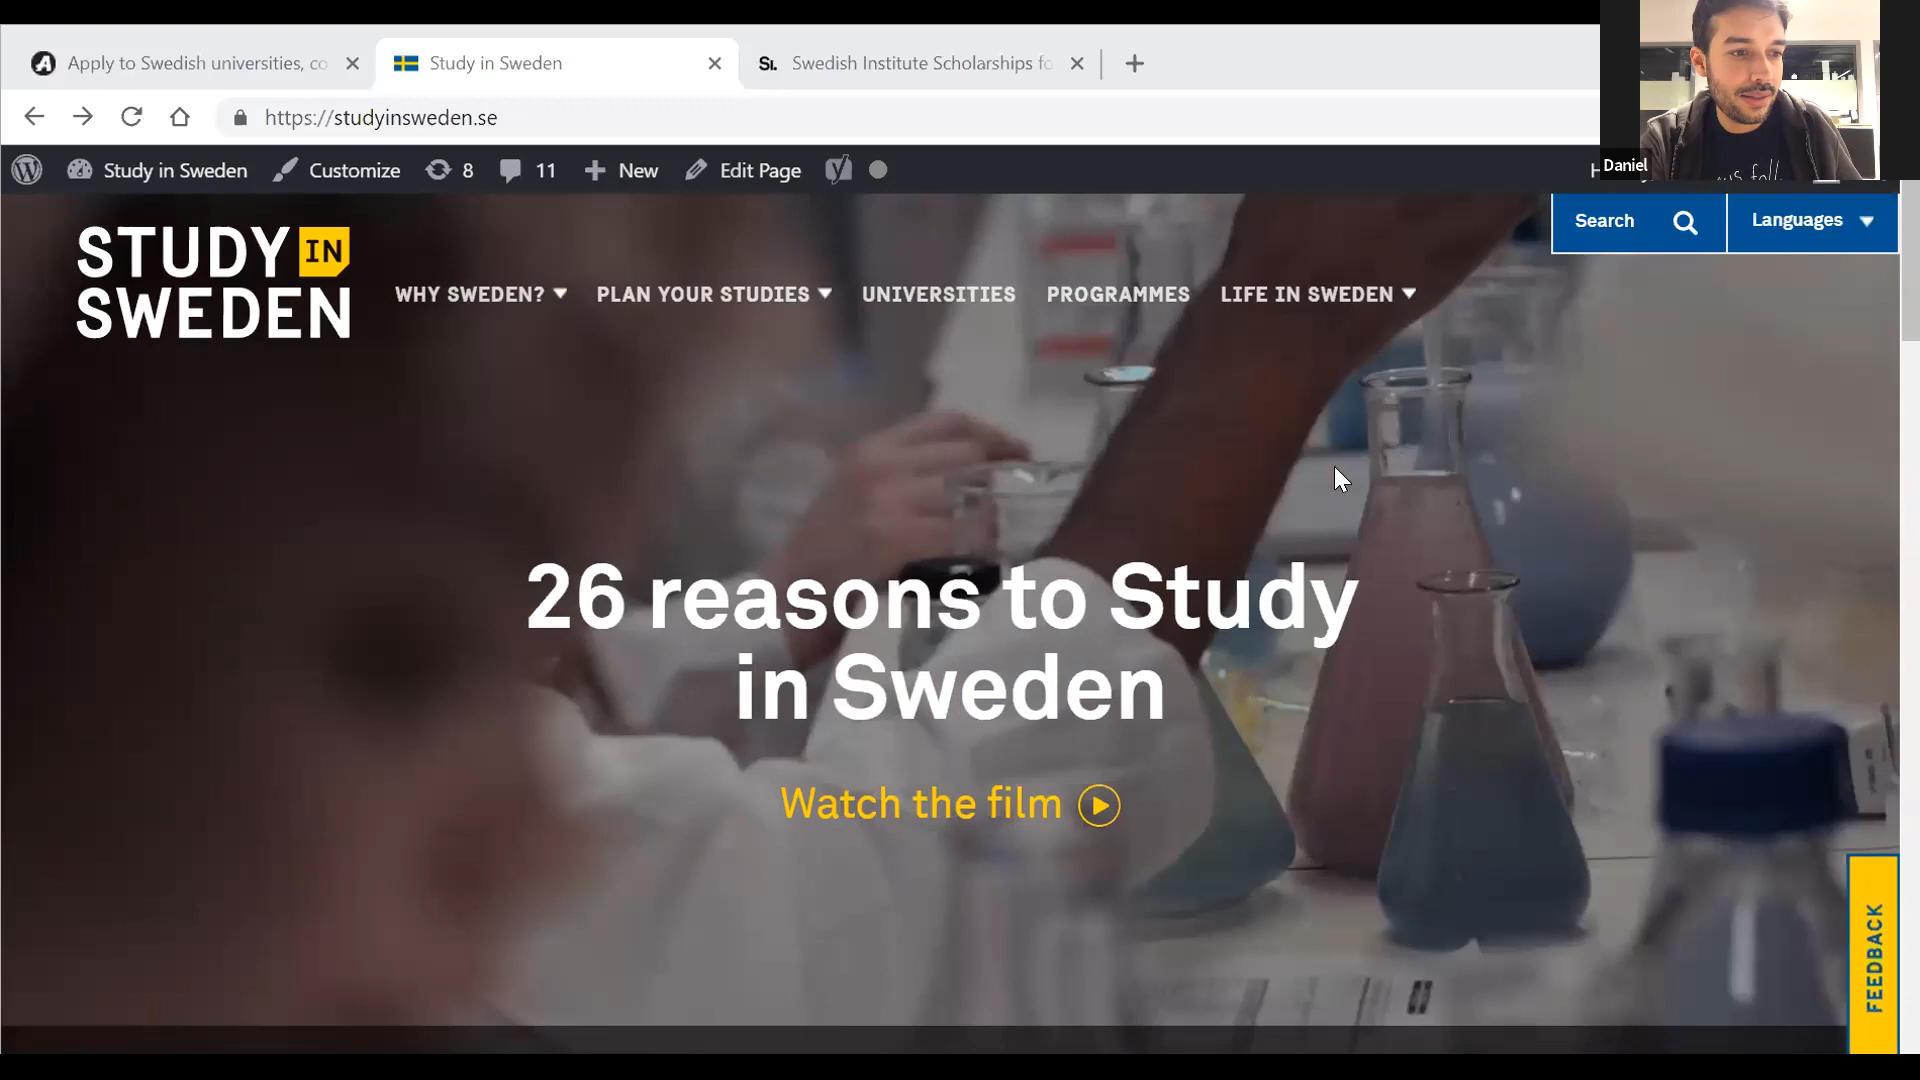 Apply to Swedish universities, co
Study in Sweden
Sı. Swedish Institute Scholarships fo
https://studyinsweden.se
Study in Sweden Customize 8 11 New Edit Page
Daniel
Search Languages
STUDY IN
SWEDEN
WHY SWEDEN? PLAN YOUR STUDIES UNIVERSITIES PROGRAMMES LIFE IN SWEDEN
26 reasons to Study
in Sweden
Watch the film
FEEDBACK